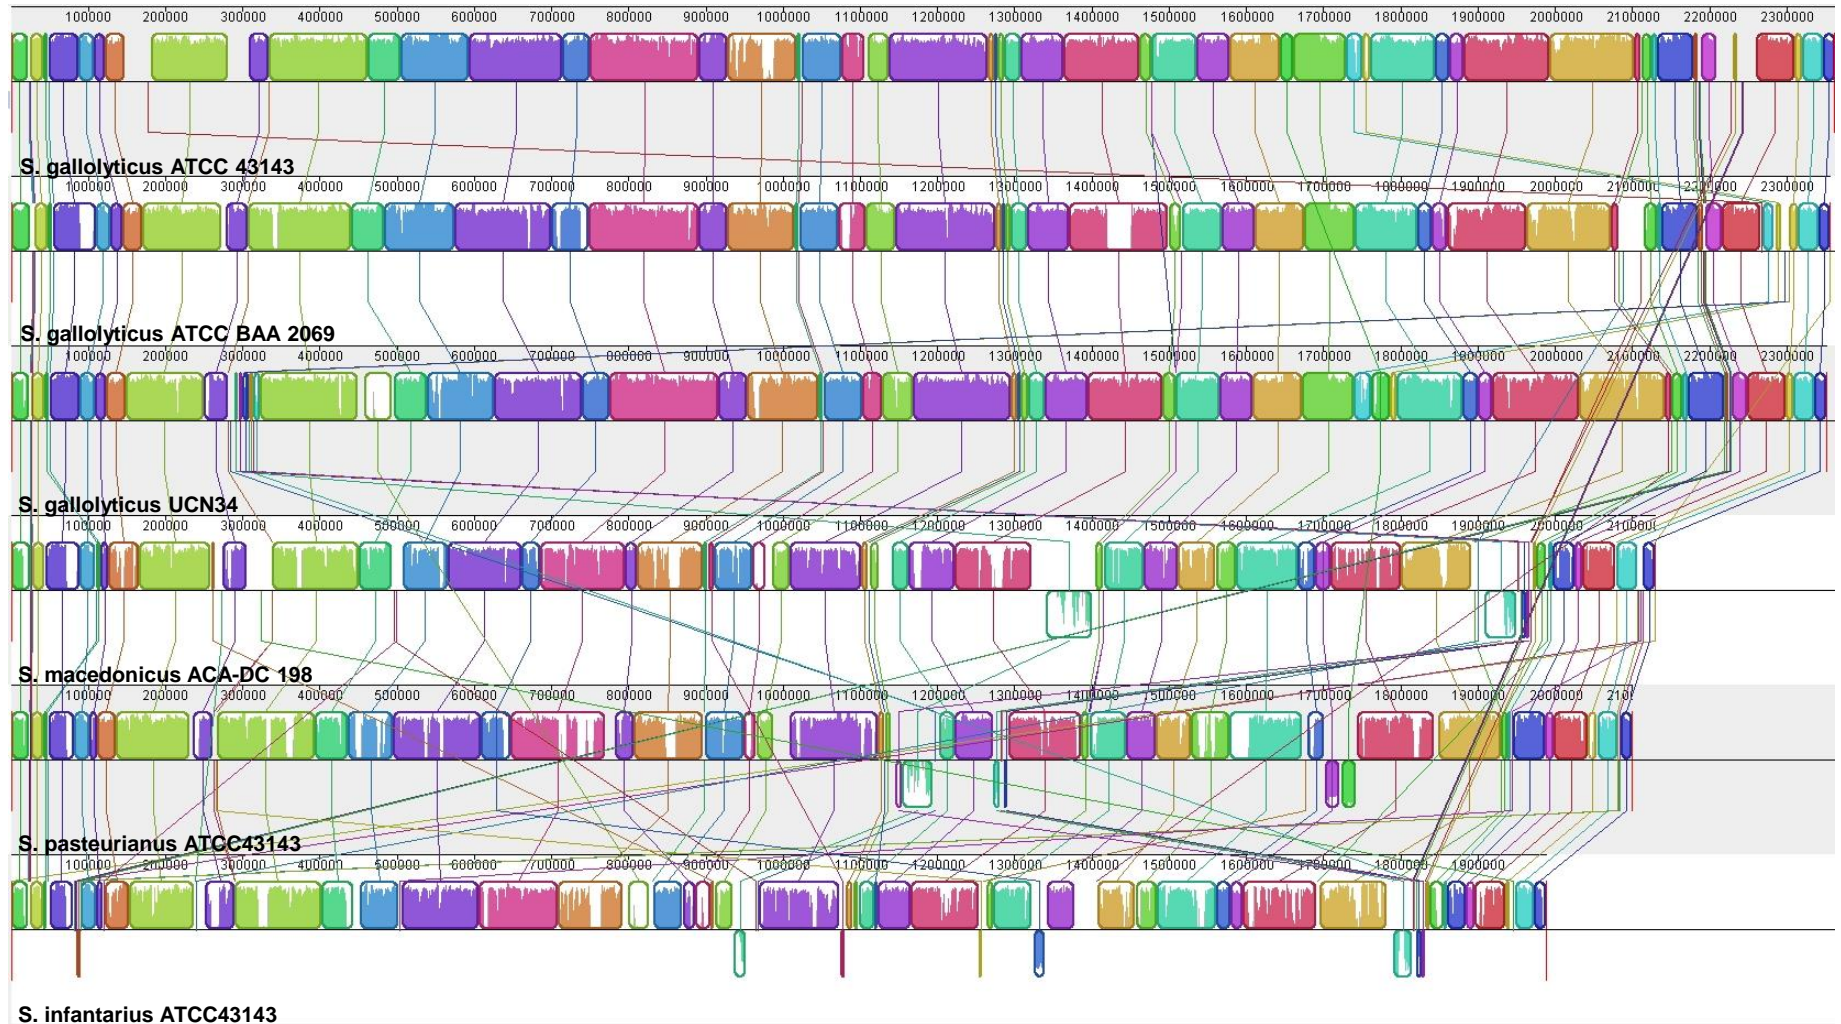 100000 200000 300000 400000 500000 600000 700000 800000 900000 1000000 1100000 1200000 1300000 1400000 1500000 1600000 1700000 1800000 1900000 2000000 2100000 2200000 2300000
S. gallolyticus ATCC 43143
100000 200000 300000 400000 500000 600000 700000 800000 900000 1000000 1100000 1200000 1300000 1400000 1500000 1600000 1700000 1800000 1900000 2000000 2100000 2200000 2300000
S. gallolyticus ATCC BAA 2069
100000 200000 300000 400000 500000 600000 700000 800000 900000 1000000 1100000 1200000 1300000 1400000 1500000 1600000 1700000 1800000 1900000 2000000 2100000 2200000 2300000
S. gallolyticus UCN34
100000 200000 300000 400000 500000 600000 700000 800000 900000 1000000 1100000 1200000 1300000 1400000 1500000 1600000 1700000 1800000 1900000 2000000
S. macedonicus ACA-DC 198
100000 200000 300000 400000 500000 600000 700000 800000 900000 1000000 1100000 1200000 1300000 1400000 1500000 1600000 1700000 1800000 1900000 2000000
S. pasteurianus ATCC43143
100000 200000 300000 400000 500000 600000 700000 800000 900000 1000000 1100000 1200000 1300000 1400000 1500000 1600000 1700000 1800000 1900000
S. infantarius ATCC43143